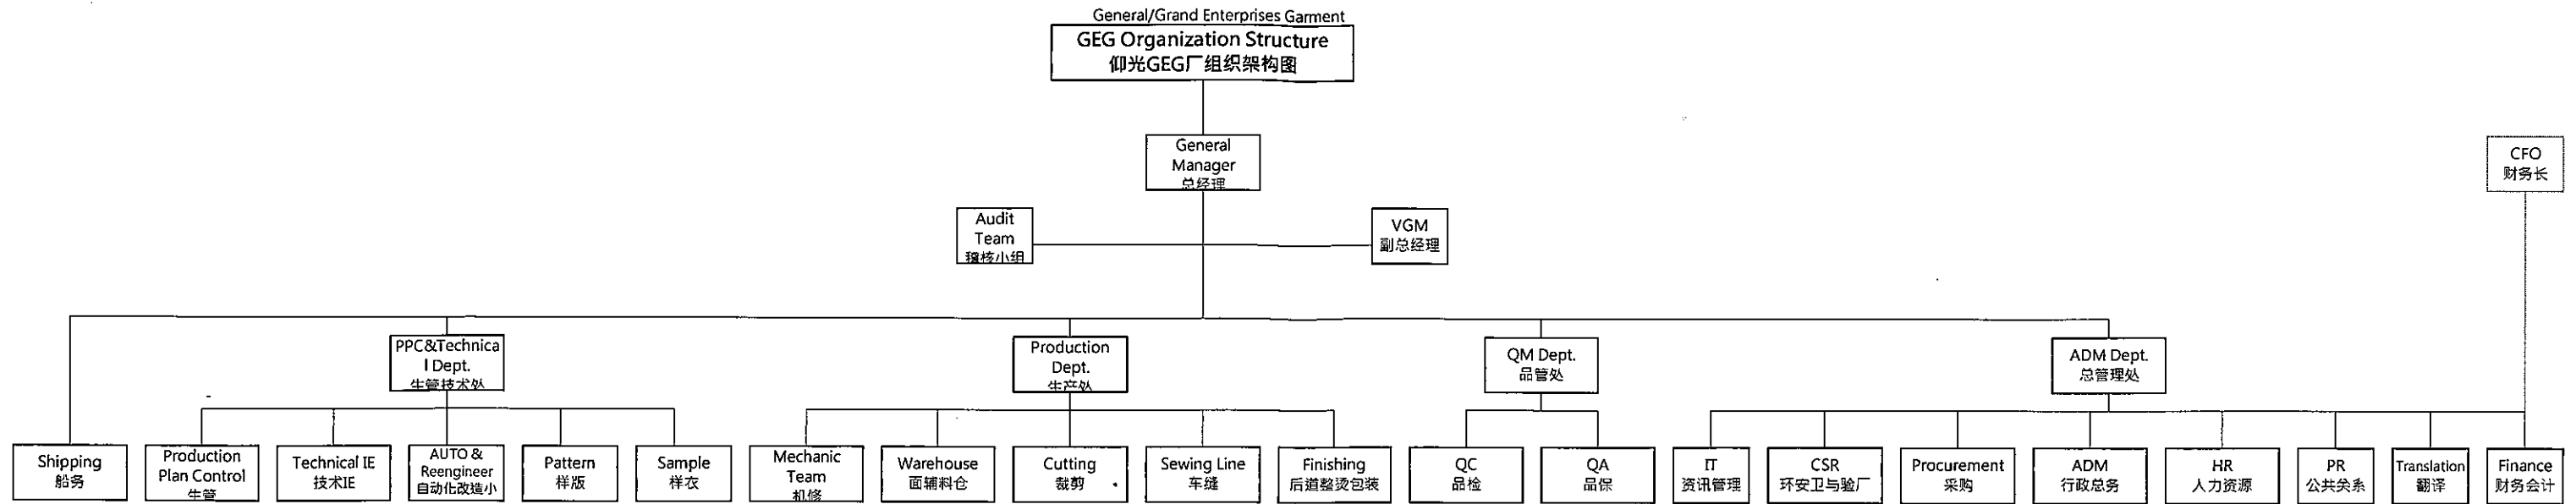 General/Grand Enterprises Garment
GEG Organization Structure
仰光GEG厂组织架构图
General
Manager
总经理
CFO
财务长
Audit
Team
稽核小组
VGM
副总经理
PPC&Technica
l Dept.
生管技术处
Production
Dept.
生产处
QM Dept.
品管处
ADM Dept.
总管理处
Shipping
船务
Production
Plan Control
生管
Technical IE
技术IE
AUTO &
Reengineer
自动化改造小
Pattern
样版
Sample
样衣
Mechanic
Team
机修
Warehouse
面辅料仓
Cutting
裁剪
Sewing Line
车缝
Finishing
后道整烫包装
QC
品检
QA
品保
IT
资讯管理
CSR
环安卫与验厂
Procurement
采购
ADM
行政总务
HR
人力资源
PR
公共关系
Translation
翻译
Finance
财务会计